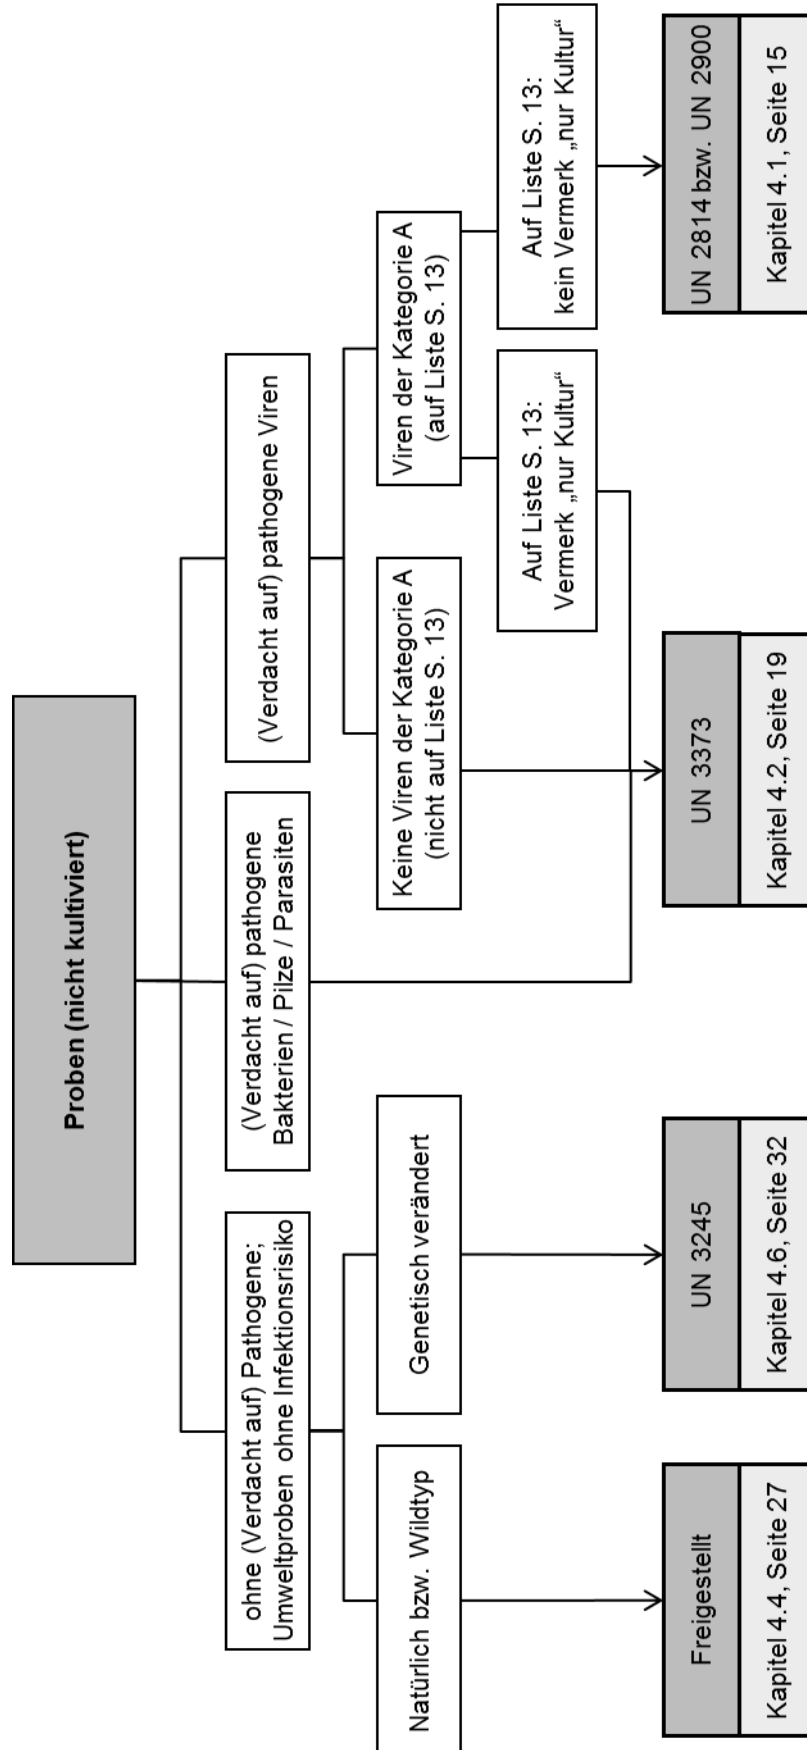 Proben (nicht kultiviert)
ohne (Verdacht auf) Pathogene;
Umweltproben ohne Infektionsrisiko
(Verdacht auf) pathogene
Bakterien / Pilze / Parasiten
(Verdacht auf) pathogene Viren
Natürlich bzw. Wildtyp
Genetisch verändert
Keine Viren der Kategorie A
(nicht auf Liste S. 13)
Viren der Kategorie A
(auf Liste S. 13)
Auf Liste S. 13:
Vermerk „nur Kultur“
Auf Liste S. 13:
kein Vermerk „nur Kultur“
Freigestellt
Kapitel 4.4, Seite 27
UN 3245
Kapitel 4.6, Seite 32
UN 3373
Kapitel 4.2, Seite 19
UN 2814 bzw. UN 2900
Kapitel 4.1, Seite 15